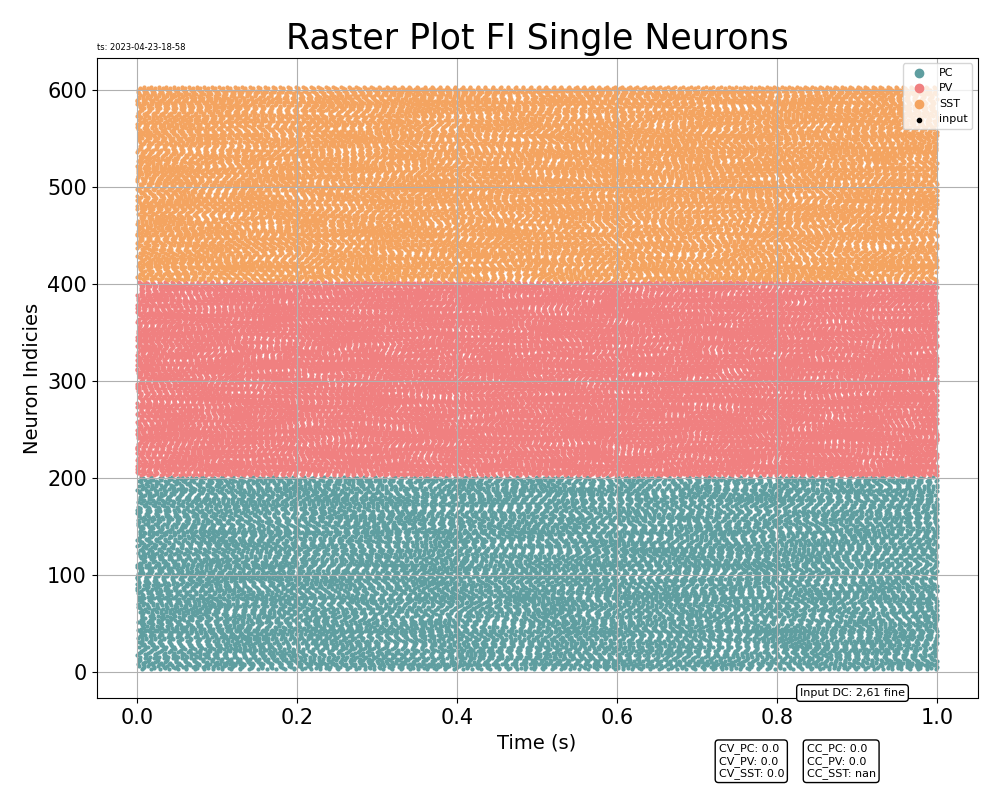 Raster Plot FI Single Neurons
ts: 2023-04-23-18-58
PC
PV
SST
input
600
500
400
300
200
100
0
Neuron Indicies
0.0 0.2 0.4 0.6 0.8 1.0
Time (s)
Input DC: 2,61 fine
CV_PC: 0.0
CV_PV: 0.0
CV_SST: 0.0
CC_PC: 0.0
CC_PV: 0.0
CC_SST: nan